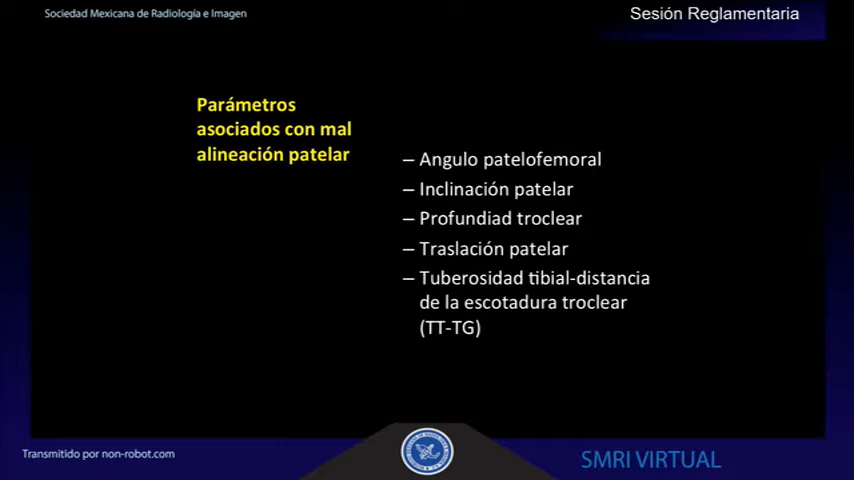 Sociedad Mexicana de Radiología e Imagen
Sesión Reglamentaria
Parámetros
asociados con mal
alineación patelar
– Angulo patelofemoral
– Inclinación patelar
– Profundiad troclear
– Traslación patelar
– Tuberosidad tibial-distancia
de la escotadura troclear
(TT-TG)
Transmitido por non-robot.com
SMRI VIRTUAL